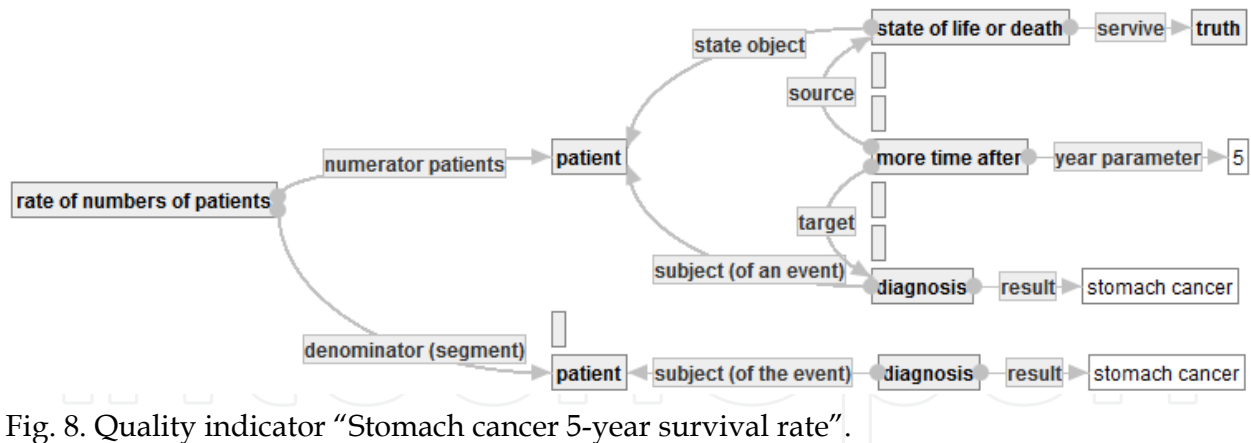 state of life or death servive truth
state object
source
numerator patients patient more time after year parameter 5
rate of numbers of patients
target
subject (of an event)
diagnosis result stomach cancer
denominator (segment)
patient subject (of the event) diagnosis result stomach cancer
Fig. 8. Quality indicator “Stomach cancer 5-year survival rate”.